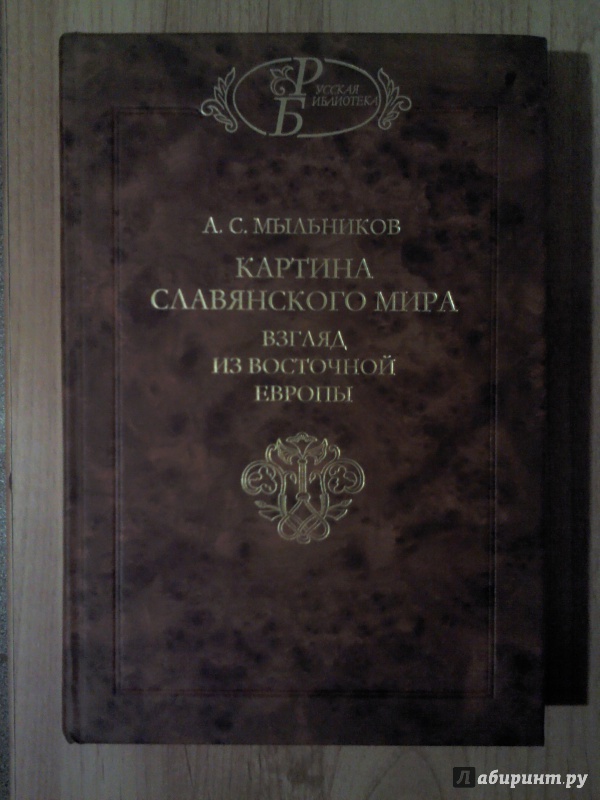 РУССКАЯ
БИБЛИОТЕКА
А. С. МЫЛЬНИКОВ
КАРТИНА
СЛАВЯНСКОГО МИРА
ВЗГЛЯД
ИЗ ВОСТОЧНОЙ
ЕВРОПЫ
Лабиринт.ру